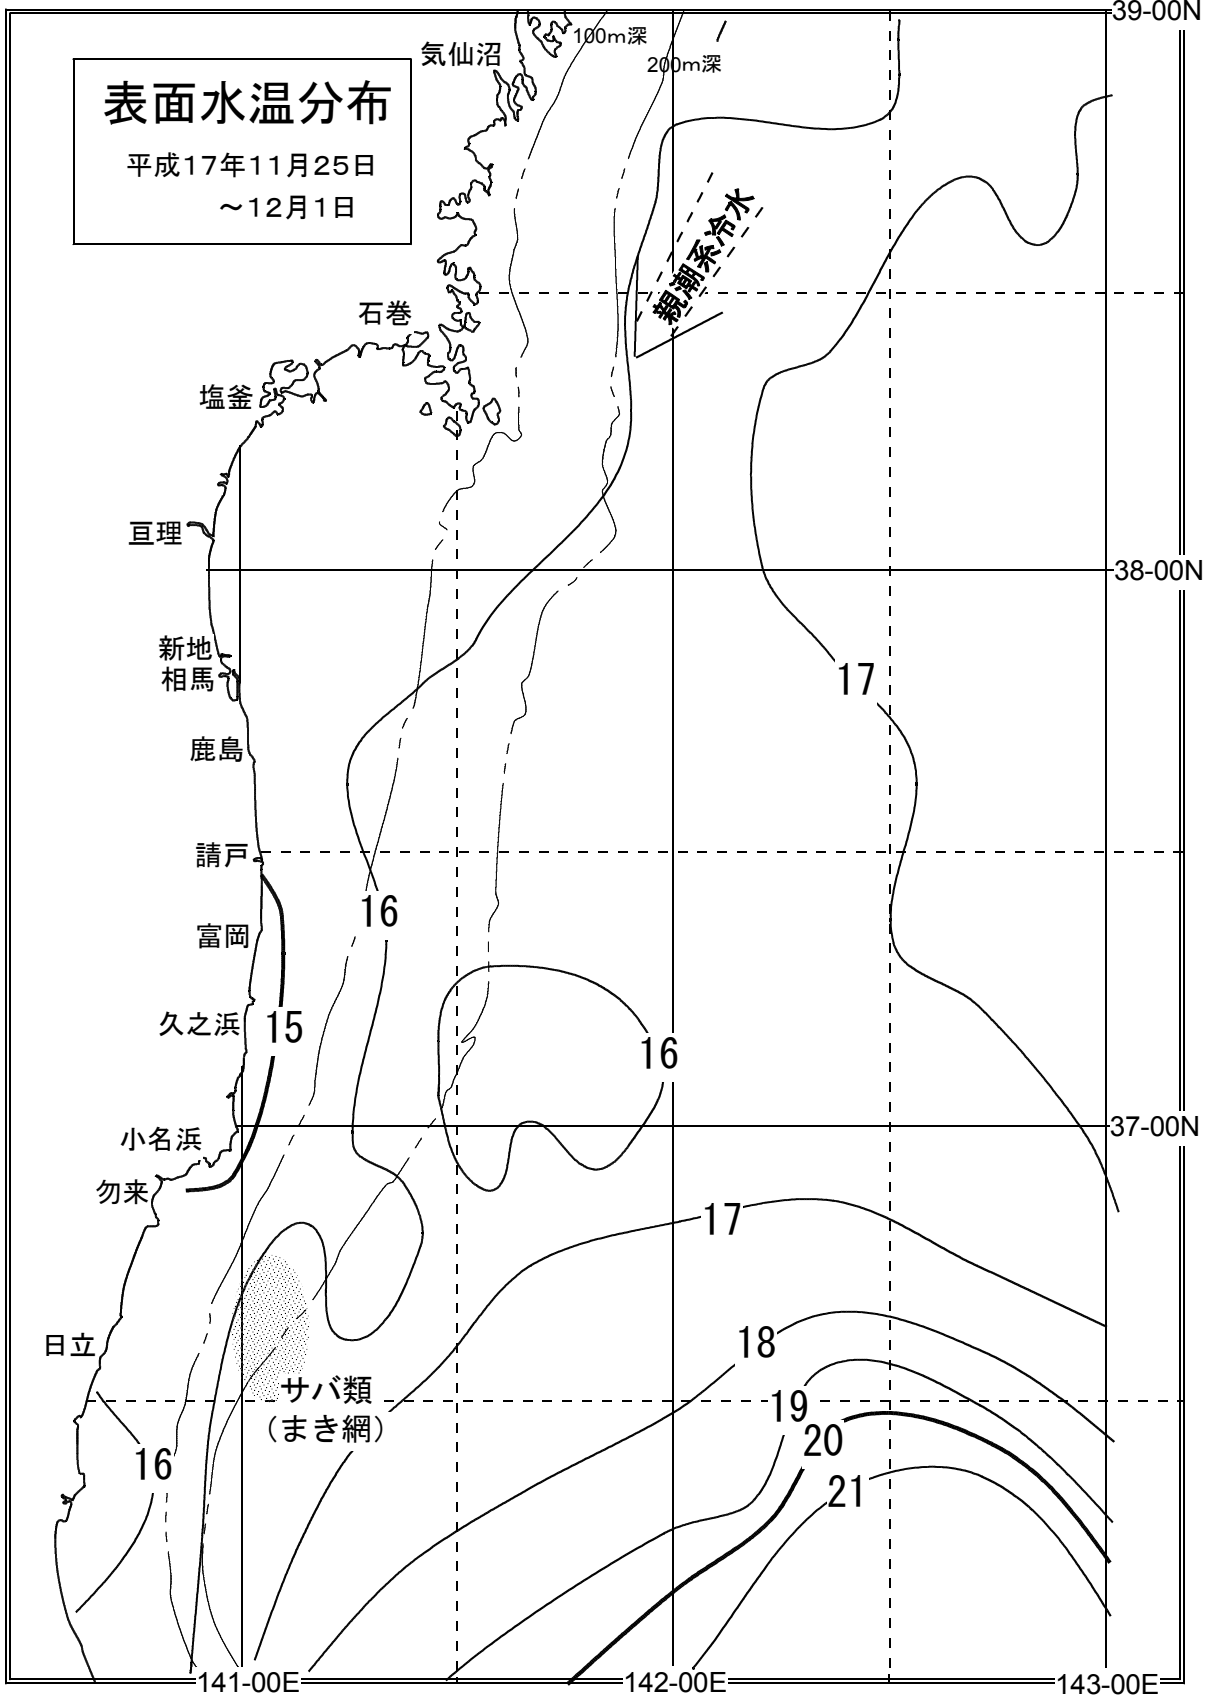 39-00N
100m深
気仙沼
200m深
表面水温分布
平成17年11月25日
～12月1日
親潮系冷水
石巻
塩釜
亘理
38-00N
新地
相馬
17
鹿島
請戸
16
富岡
久之浜
15
16
37-00N
小名浜
勿来
17
日立
18
サバ類
（まき網）
19
20
16
21
141-00E
142-00E
143-00E